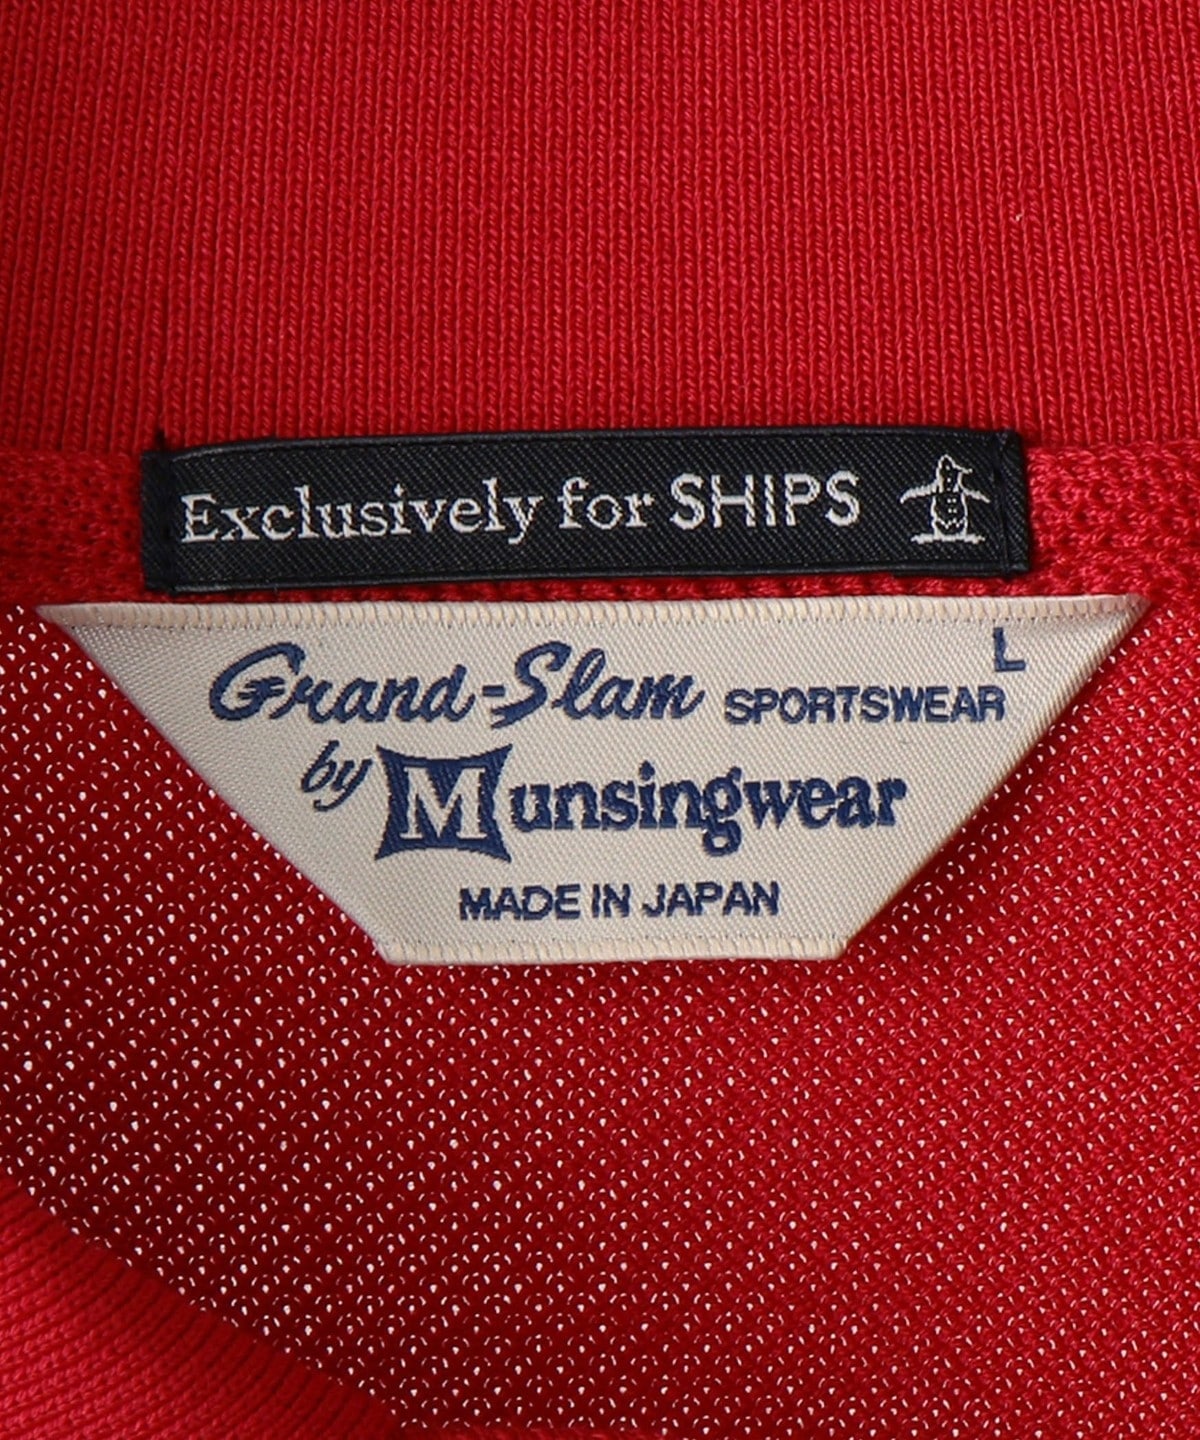 Exclusively for SHIPS
L
Grand-Slam SPORTSWEAR
by Munsingwear
MADE IN JAPAN